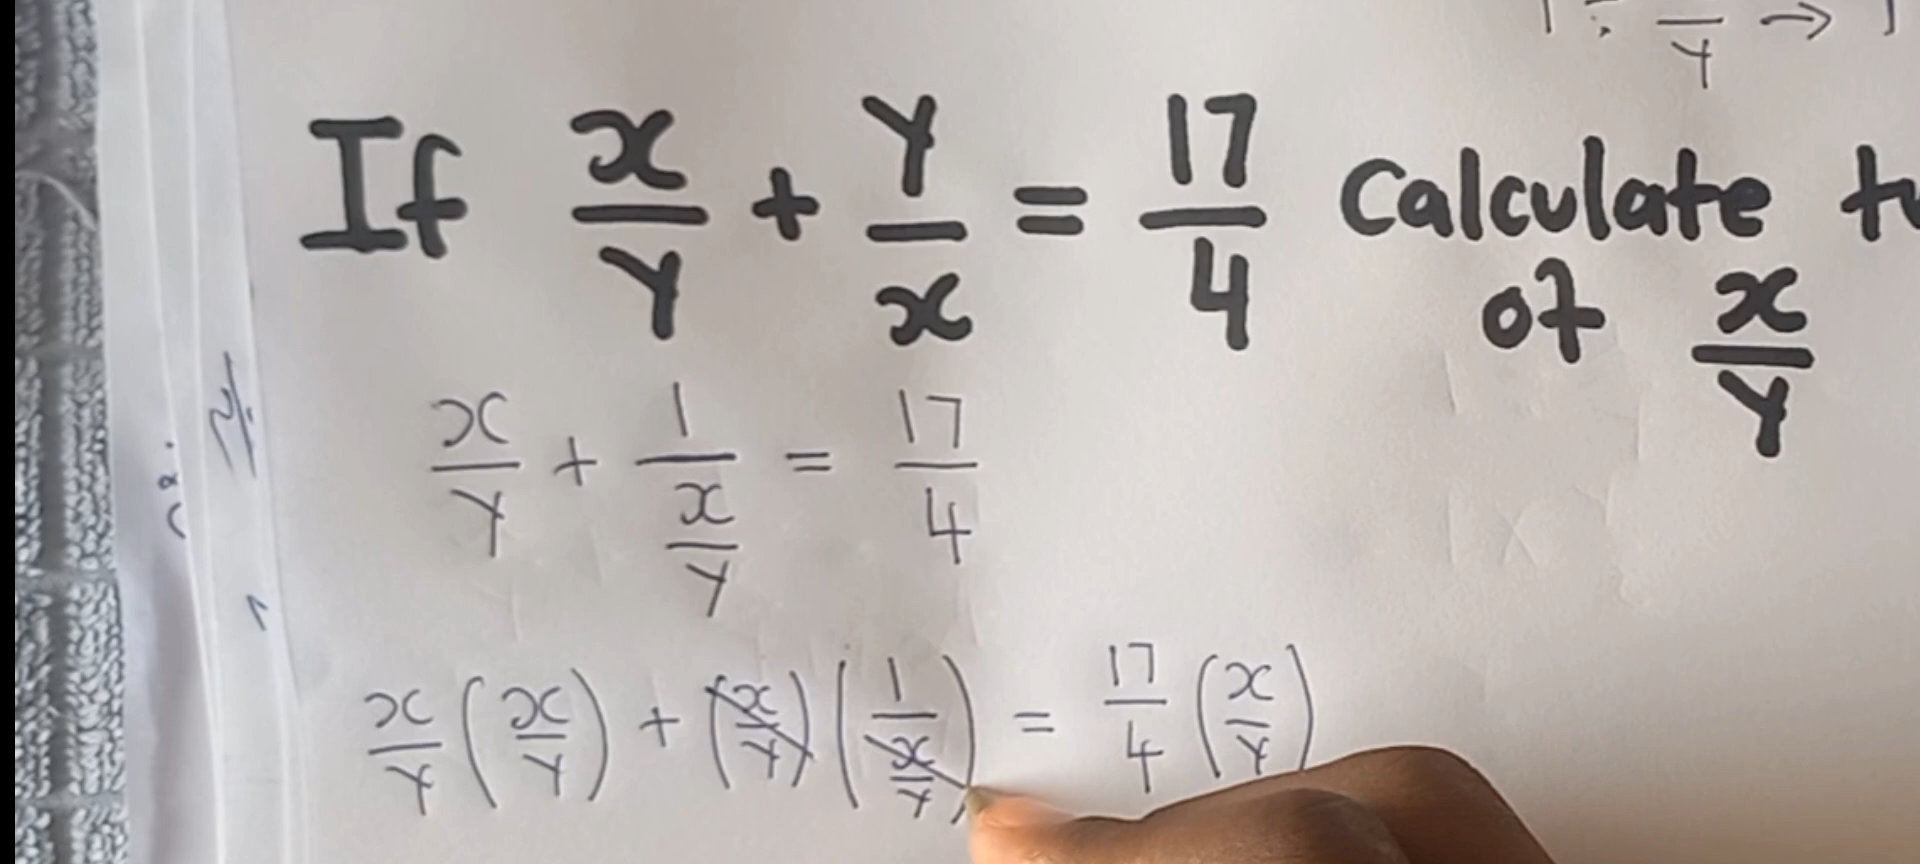 If x/y + y/x = 17/4 Calculate
of x/y
x/y + 1/(x/y) = 17/4
x/y (x/y) + (x/y)(1/(x/y)) = 17/4 (x/y)